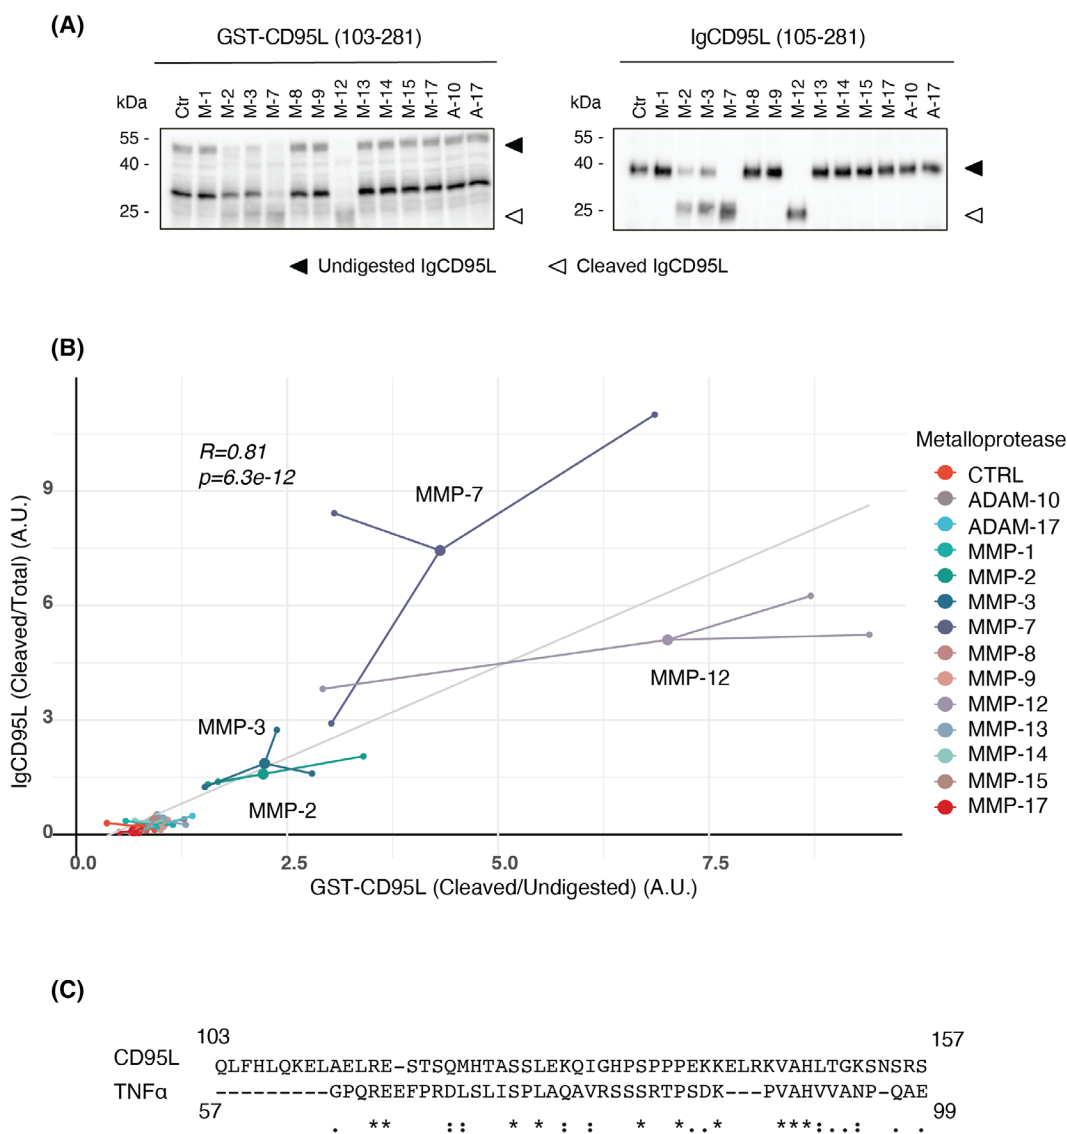 (A)
GST-CD95L (103-281)
IgCD95L (105-281)
kDa
Ctr
M-1
M-2
M-3
M-7
M-8
M-9
M-12
M-13
M-14
M-15
M-17
A-10
A-17
55 -
40 -
25 -
kDa
Ctr
M-1
M-2
M-3
M-7
M-8
M-9
M-12
M-13
M-14
M-15
M-17
A-10
A-17
55 -
40 -
25 -
Undigested IgCD95L
Cleaved IgCD95L
(B)
IgCD95L (Cleaved/Total) (A.U.)
R=0.81
p=6.3e-12
MMP-7
MMP-12
MMP-3
MMP-2
9
6
3
0
0.0
2.5
5.0
7.5
GST-CD95L (Cleaved/Undigested) (A.U.)
Metalloprotease
CTRL
ADAM-10
ADAM-17
MMP-1
MMP-2
MMP-3
MMP-7
MMP-8
MMP-9
MMP-12
MMP-13
MMP-14
MMP-15
MMP-17
(C)
103
157
CD95L QLFHLQKELAELRE-STSQMHTASSLEKQIGHPSPPPEKKELRKVAHLTGKSNSRS
TNFα ---------GPQREEFPRDLSLISPLAQAVRSSSRTPSDK---PVAHVVANP-QAE
57
99
. ** :: * * : : * *.* ***:..: . .